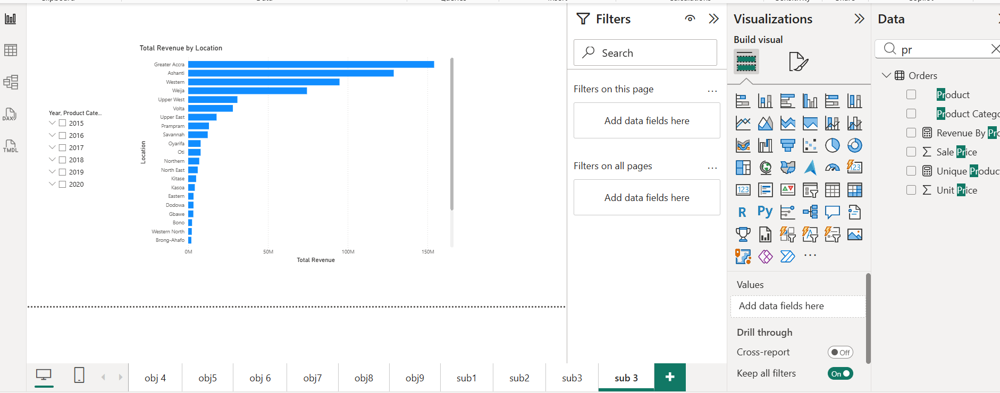 Total Revenue by Location
Greater Accra
Ashanti
Western
Weija
Upper West
Volta
Upper East
Prampram
Savannah
Oyarifa
Oti
Northern
North East
Kitase
Kasoa
Eastern
Dodowa
Gbawe
Bono
Western North
Brong-Ahafo
Location
0M 50M 100M 150M
Total Revenue
Year, Product Cate...
2015
2016
2017
2018
2019
2020
DAX
TMDL
Filters
Search
Filters on this page ...
Add data fields here
Filters on all pages ...
Add data fields here
Visualizations
Build visual
123
123
R Py
...
Values
Add data fields here
Drill through
Cross-report Off
Keep all filters On
Data
pr
Orders
Product
Product Catego
Revenue By Pro
Sale Price
Unique Product
Unit Price
obj 4 obj5 obj 6 obj7 obj8 obj9 sub1 sub2 sub3 sub 3 +